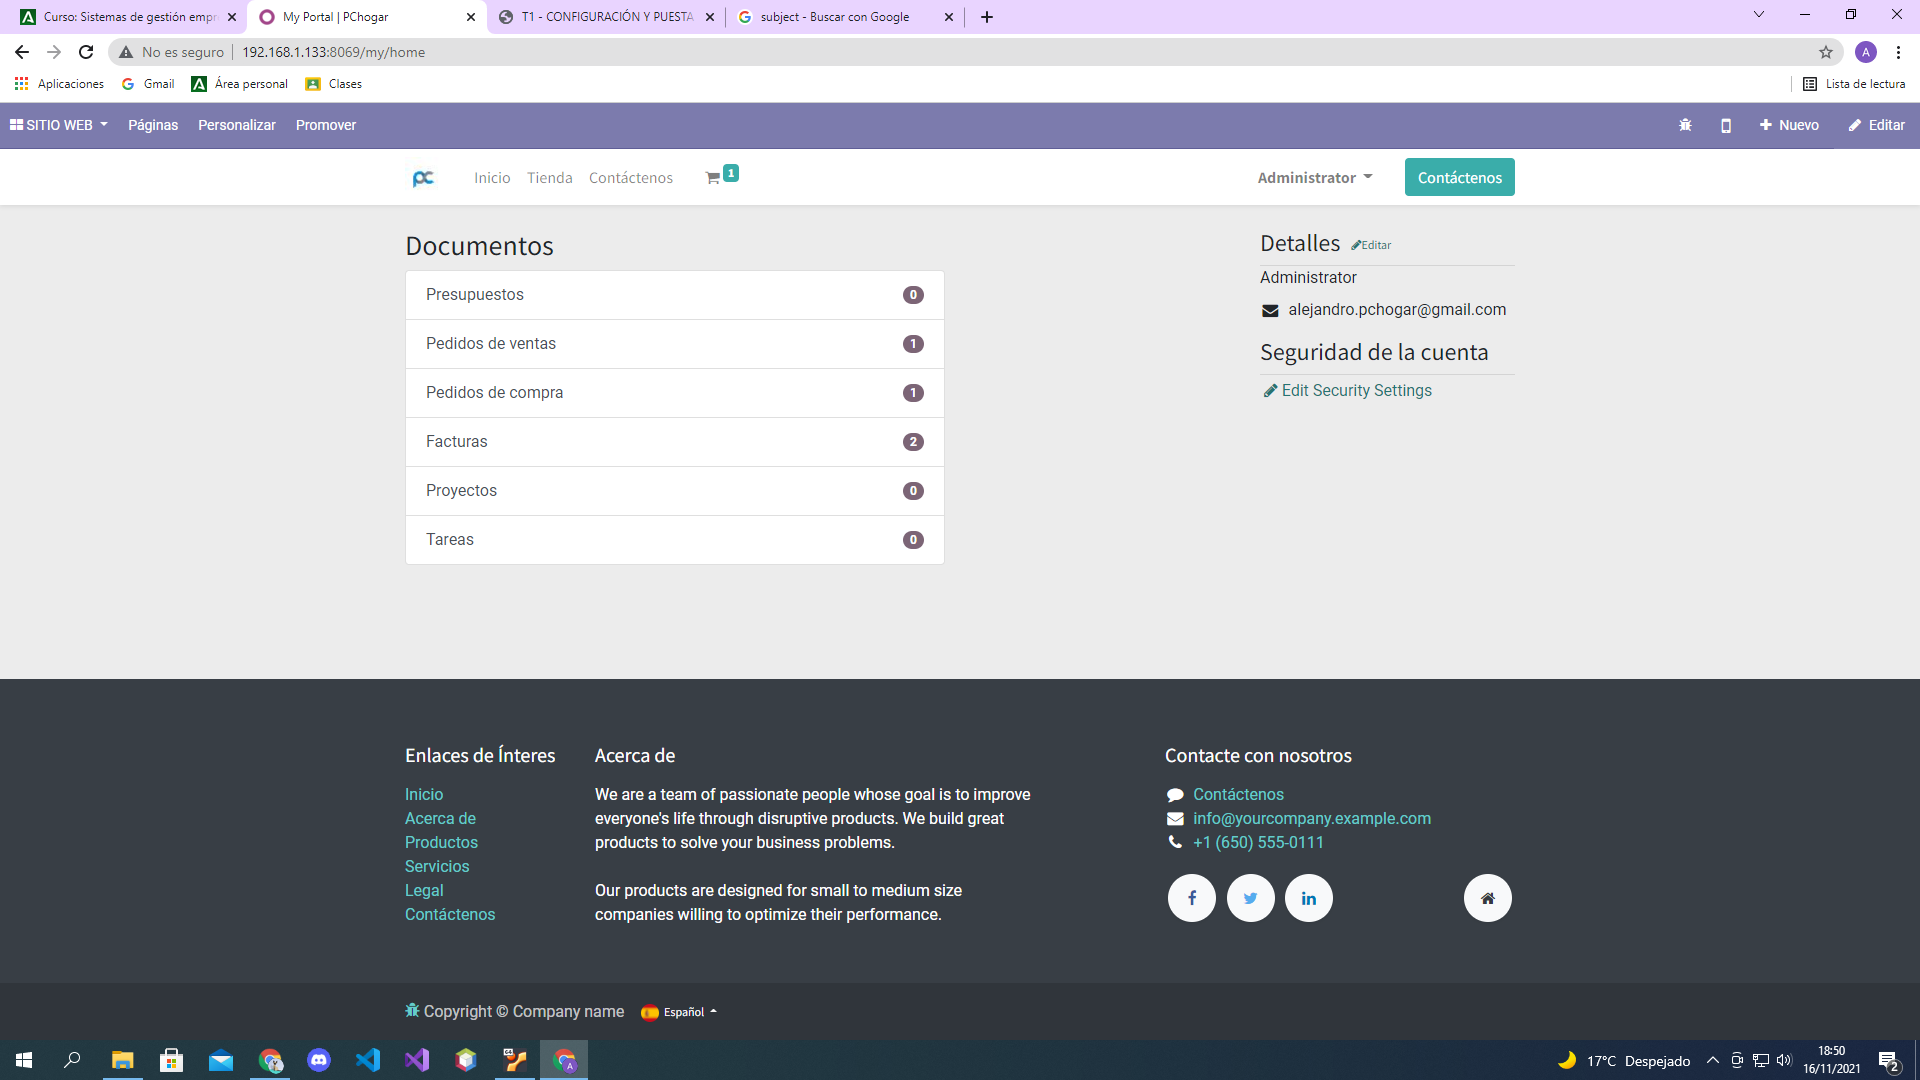 Curso: Sistemas de gestión empr
My Portal | PChogar
T1 - CONFIGURACIÓN Y PUESTA
subject - Buscar con Google
No es seguro
192.168.1.133:8069/my/home
A
Aplicaciones
Gmail
Área personal
Clases
Lista de lectura
SITIO WEB
Páginas
Personalizar
Promover
Nuevo
Editar
pc
Inicio
Tienda
Contáctenos
1
Administrator
Contáctenos
Documentos
Presupuestos 0
Pedidos de ventas 1
Pedidos de compra 1
Facturas 2
Proyectos 0
Tareas 0
Detalles
Editar
Administrator
alejandro.pchogar@gmail.com
Seguridad de la cuenta
Edit Security Settings
Enlaces de Ínteres
Inicio
Acerca de
Productos
Servicios
Legal
Contáctenos
Acerca de
We are a team of passionate people whose goal is to improve
everyone's life through disruptive products. We build great
products to solve your business problems.
Our products are designed for small to medium size
companies willing to optimize their performance.
Contacte con nosotros
Contáctenos
info@yourcompany.example.com
+1 (650) 555-0111
Copyright © Company name
Español
17°C Despejado
18:50
16/11/2021
2